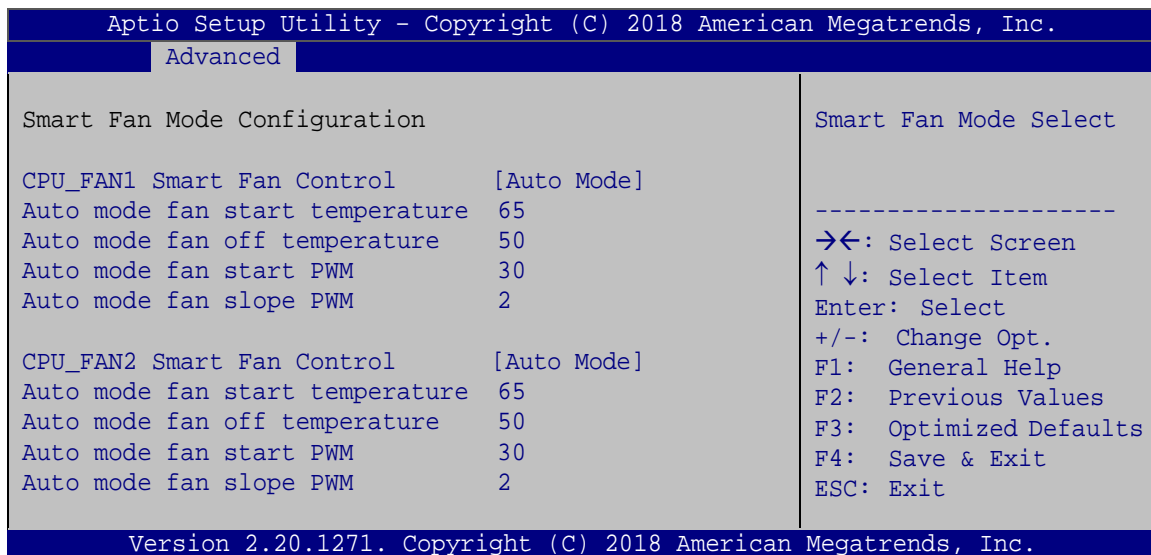 Aptio Setup Utility – Copyright (C) 2018 American Megatrends, Inc.
Advanced
Smart Fan Mode Configuration
CPU_FAN1 Smart Fan Control [Auto Mode]
Auto mode fan start temperature 65
Auto mode fan off temperature 50
Auto mode fan start PWM 30
Auto mode fan slope PWM 2
CPU_FAN2 Smart Fan Control [Auto Mode]
Auto mode fan start temperature 65
Auto mode fan off temperature 50
Auto mode fan start PWM 30
Auto mode fan slope PWM 2
Smart Fan Mode Select
---------------------
→←: Select Screen
↑ ↓: Select Item
Enter: Select
+/-: Change Opt.
F1: General Help
F2: Previous Values
F3: Optimized Defaults
F4: Save & Exit
ESC: Exit
Version 2.20.1271. Copyright (C) 2018 American Megatrends, Inc.